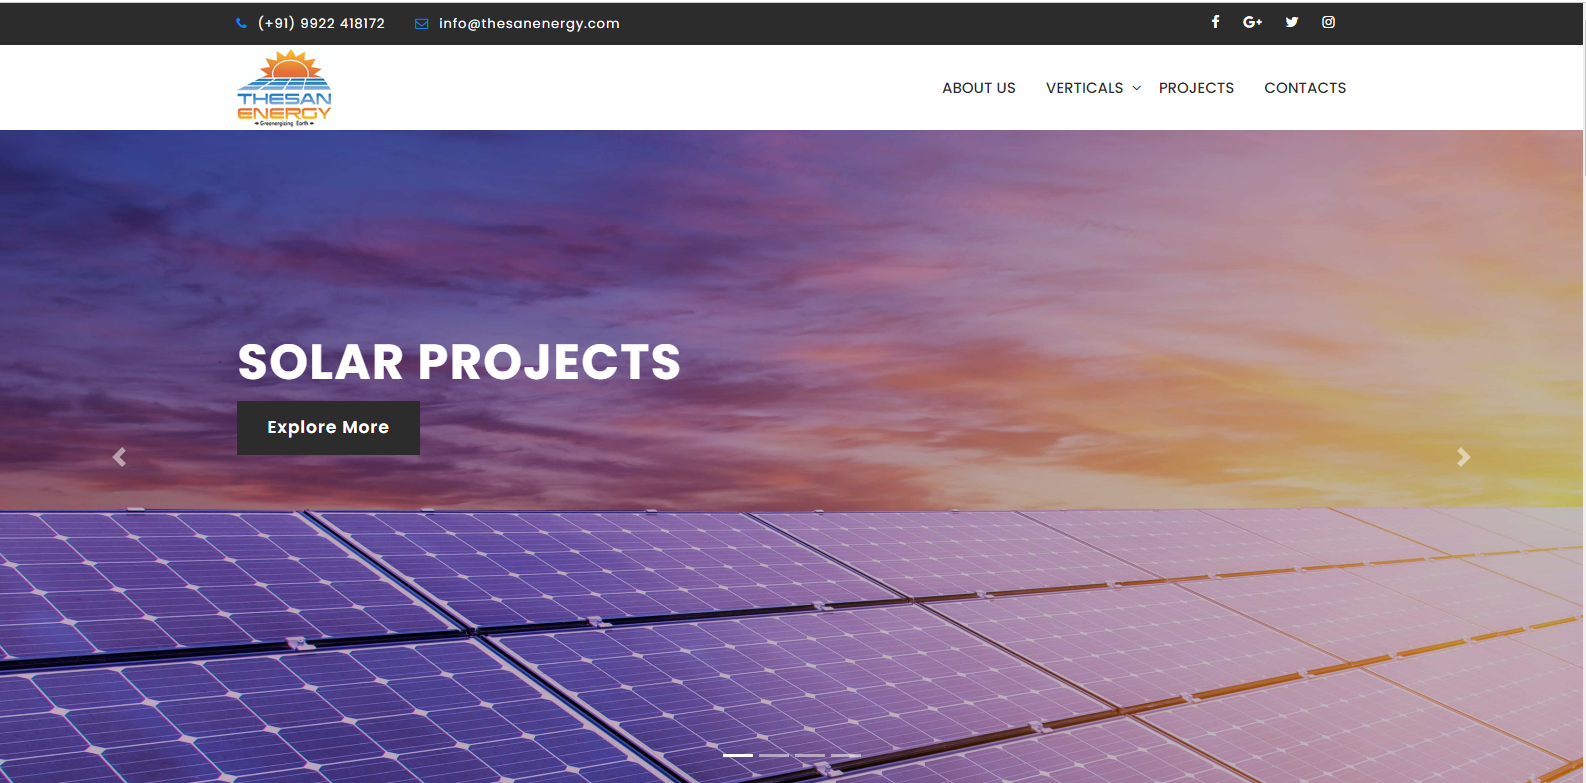 (+91) 9922 418172 info@thesanenergy.com
THESAN
ENERGY
Greenergizing Earth
ABOUT US VERTICALS PROJECTS CONTACTS
SOLAR PROJECTS
Explore More